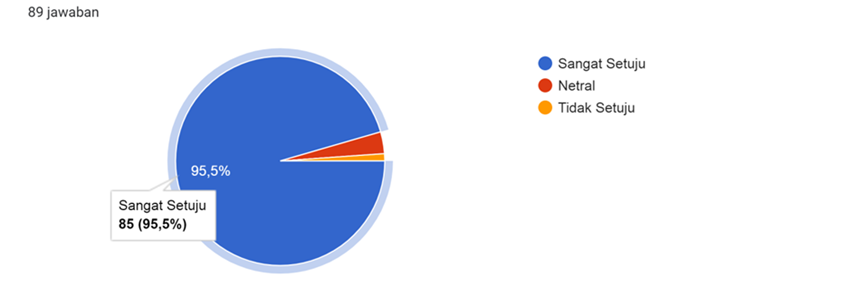 89 jawaban
Sangat Setuju
Netral
Tidak Setuju
95,5%
Sangat Setuju
85 (95,5%)